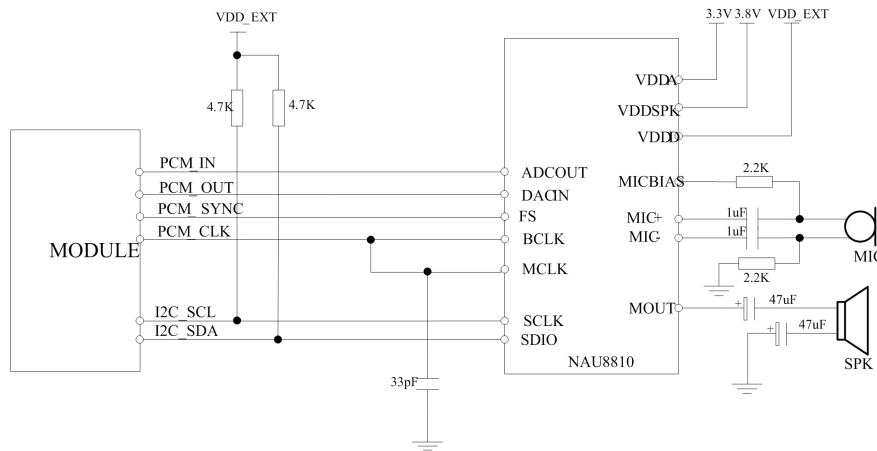 VDD_EXT
3.3V 3.8V VDD_EXT
4.7K 4.7K
VDDA
VDDSPK
VDDD
PCM_IN
PCM_OUT
PCM_SYNC
PCM_CLK
MODULE
I2C_SCL
I2C_SDA
ADCOUT
DACIN
FS
BCLK
MCLK
SCLK
SDIO
NAU8810
MICBIAS
MIC+
MIC-
MOUT
2.2K
1uF
1uF
2.2K
MIC
+ 47uF
+ 47uF
SPK
33pF